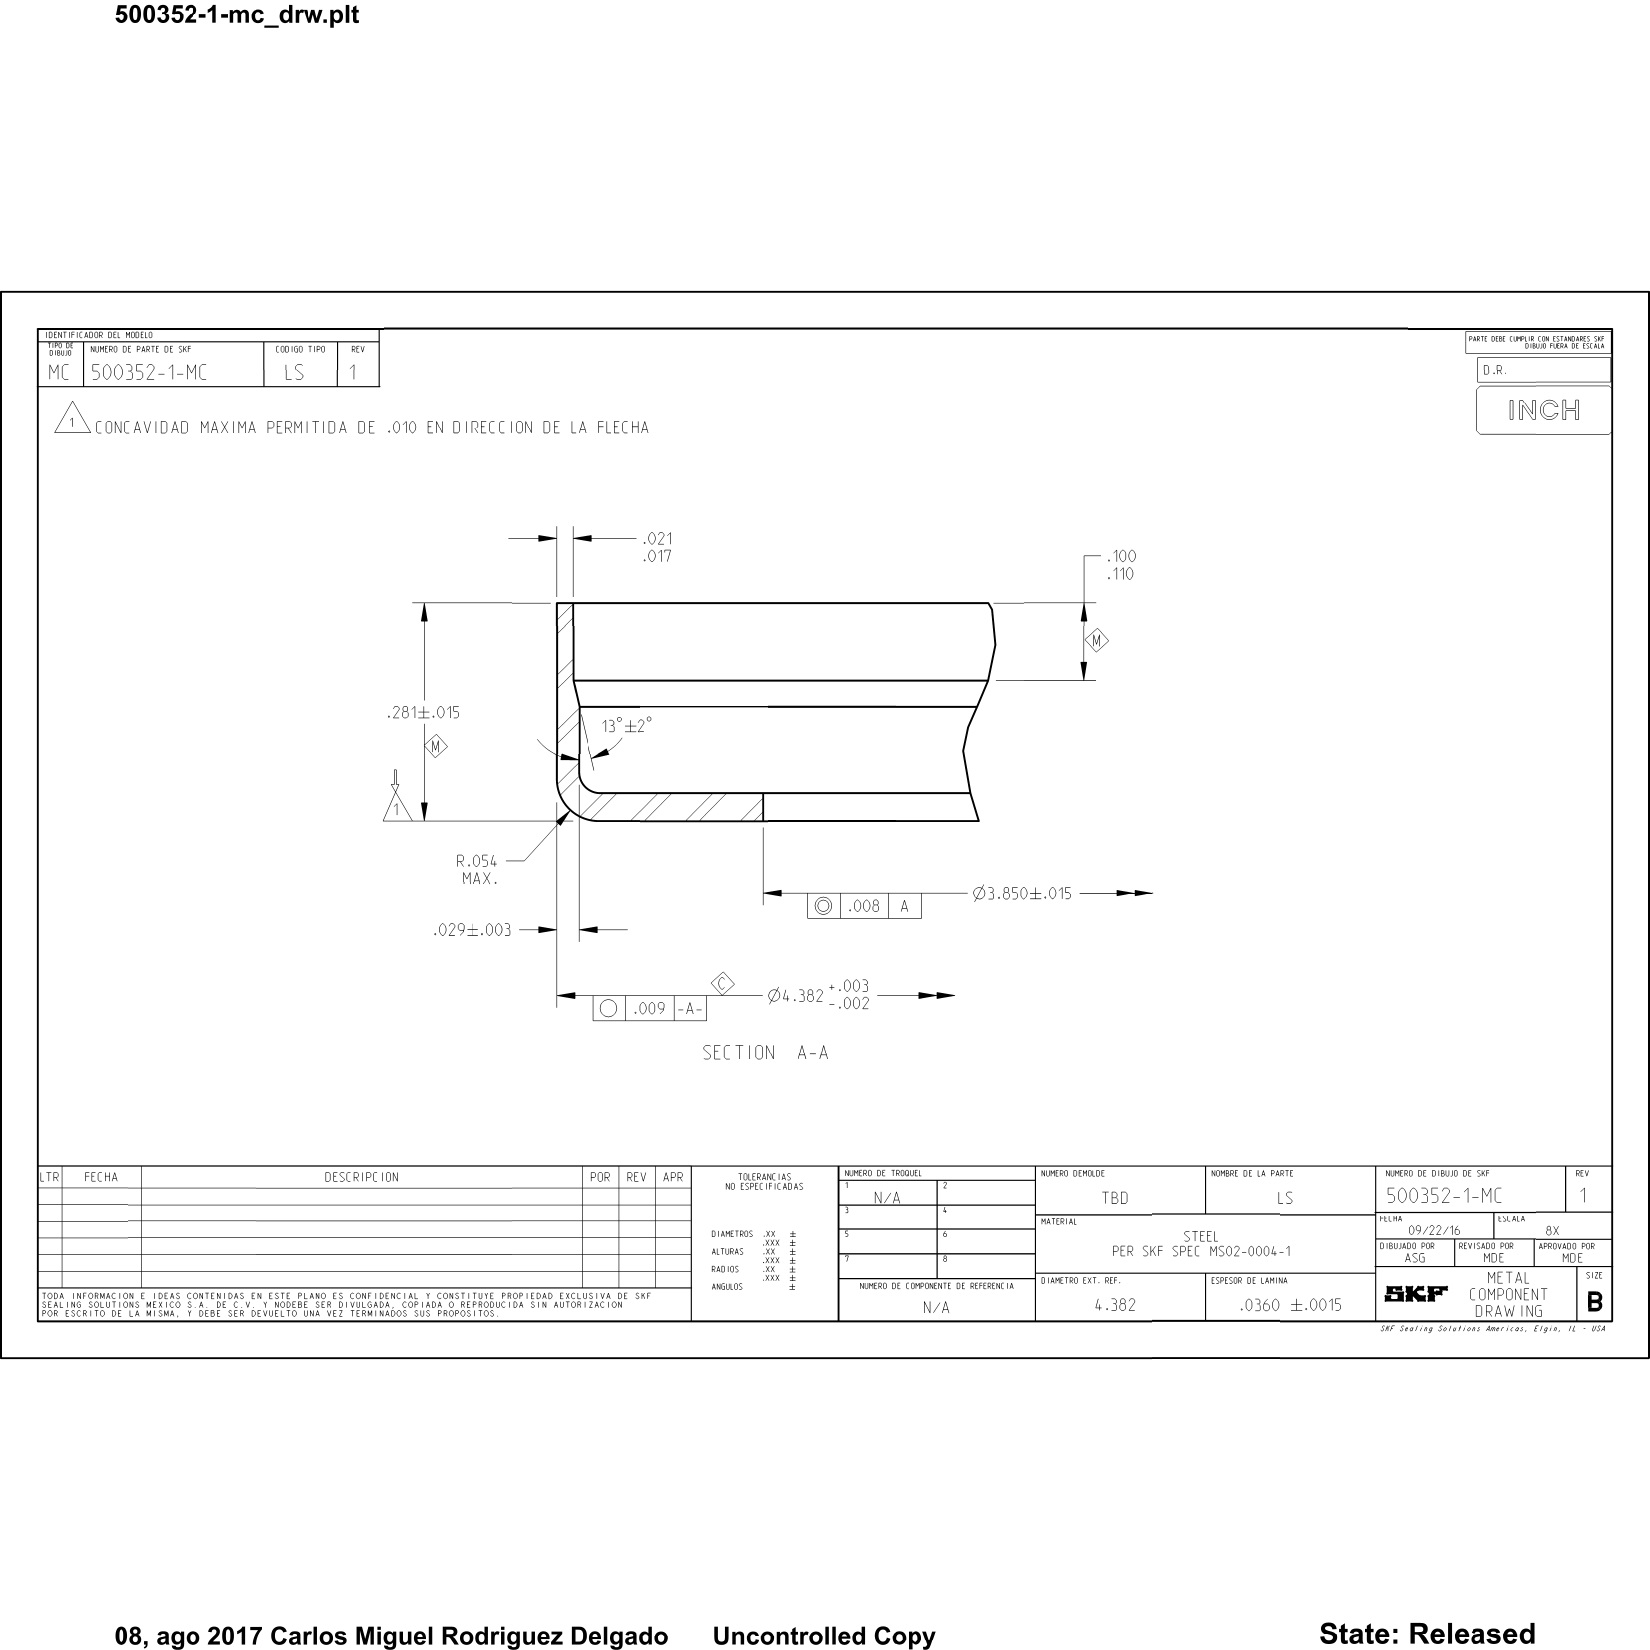 500352-1-mc_drw.plt
IDENTIFICADOR DEL MODELO
TIPO DE DIBUJO
NUMERO DE PARTE DE SKF
CODIGO TIPO
REV
MC
500352-1-MC
LS
1
PARTE DEBE CUMPLIR CON ESTANDARES SKF
DIBUJO FUERA DE ESCALA
D.R.
INCH
1 CONCAVIDAD MAXIMA PERMITIDA DE .010 EN DIRECCION DE LA FLECHA
.021
.017
.100
.110
M
.281±.015
M
13°±2°
1
R.054
MAX.
Ø3.850±.015
.008 A
.029±.003
C
Ø4.382 +.003
-.002
.009 -A-
SECTION A-A
LTR FECHA DESCRIPCION POR REV APR
TODA INFORMACION E IDEAS CONTENIDAS EN ESTE PLANO ES CONFIDENCIAL Y CONSTITUYE PROPIEDAD EXCLUSIVA DE SKF
SEALING SOLUTIONS MEXICO S.A. DE C.V. Y NODEBE SER DIVULGADA, COPIADA O REPRODUCIDA SIN AUTORIZACION
POR ESCRITO DE LA MISMA, Y DEBE SER DEVUELTO UNA VEZ TERMINADOS SUS PROPOSITOS.
TOLERANCIAS
NO ESPECIFICADAS
DIAMETROS .XX ±
.XXX ±
ALTURAS .XX ±
.XXX ±
RADIOS .XX ±
.XXX ±
ANGULOS ±
NUMERO DE TROQUEL
1 N/A 2
3 4
5 6
7 8
NUMERO DE COMPONENTE DE REFERENCIA
N/A
NUMERO DEMOLDE
TBD
NOMBRE DE LA PARTE
LS
MATERIAL
STEEL
PER SKF SPEC MS02-0004-1
DIAMETRO EXT. REF.
4.382
ESPESOR DE LAMINA
.0360 ±.0015
NUMERO DE DIBUJO DE SKF
500352-1-MC
REV
1
FECHA
09/22/16
ESCALA
8X
DIBUJADO POR
ASG
REVISADO POR
MDE
APROVADO POR
MDE
SKF
METAL
COMPONENT
DRAWING
SIZE
B
SKF Sealing Solutions Americas, Elgin, IL - USA
08, ago 2017 Carlos Miguel Rodriguez Delgado Uncontrolled Copy State: Released